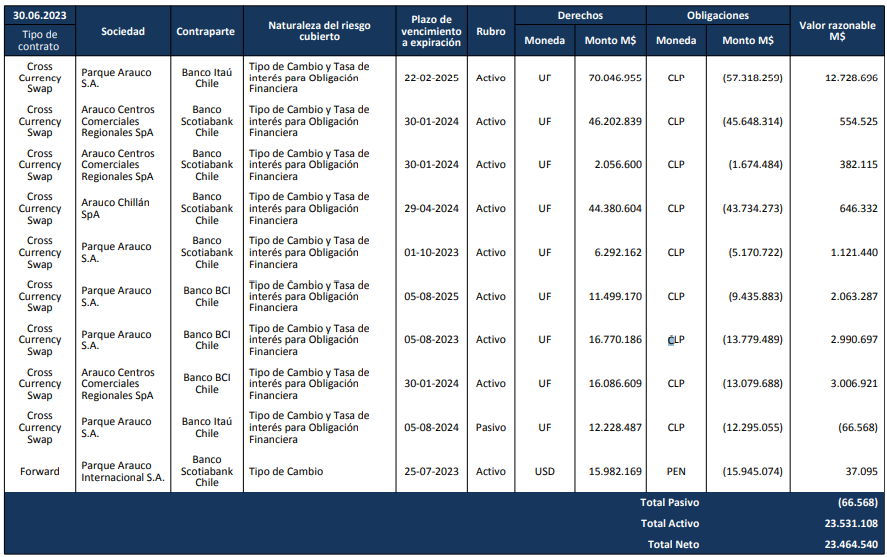 30.06.2023 Sociedad Contraparte Naturaleza del riesgo cubierto Plazo de vencimiento a expiración Rubro Derechos Obligaciones Valor razonable M$
Tipo de contrato Moneda Monto M$ Moneda Monto M$
Cross Currency Swap Parque Arauco S.A. Banco Itaú Chile Tipo de Cambio y Tasa de interés para Obligación Financiera 22-02-2025 Activo UF 70.046.955 CLP (57.318.259) 12.728.696
Cross Currency Swap Arauco Centros Comerciales Regionales SpA Banco Scotiabank Chile Tipo de Cambio y Tasa de interés para Obligación Financiera 30-01-2024 Activo UF 46.202.839 CLP (45.648.314) 554.525
Cross Currency Swap Arauco Centros Comerciales Regionales SpA Banco Scotiabank Chile Tipo de Cambio y Tasa de interés para Obligación Financiera 30-01-2024 Activo UF 2.056.600 CLP (1.674.484) 382.115
Cross Currency Swap Arauco Chillán SpA Banco Scotiabank Chile Tipo de Cambio y Tasa de interés para Obligación Financiera 29-04-2024 Activo UF 44.380.604 CLP (43.734.273) 646.332
Cross Currency Swap Parque Arauco S.A. Banco Scotiabank Chile Tipo de Cambio y Tasa de interés para Obligación Financiera 01-10-2023 Activo UF 6.292.162 CLP (5.170.722) 1.121.440
Cross Currency Swap Parque Arauco S.A. Banco BCI Chile Tipo de Cambio y Tasa de interés para Obligación Financiera 05-08-2025 Activo UF 11.499.170 CLP (9.435.883) 2.063.287
Cross Currency Swap Parque Arauco S.A. Banco BCI Chile Tipo de Cambio y Tasa de interés para Obligación Financiera 05-08-2023 Activo UF 16.770.186 CLP (13.779.489) 2.990.697
Cross Currency Swap Arauco Centros Comerciales Regionales SpA Banco BCI Chile Tipo de Cambio y Tasa de interés para Obligación Financiera 30-01-2024 Activo UF 16.086.609 CLP (13.079.688) 3.006.921
Cross Currency Swap Parque Arauco S.A. Banco Itaú Chile Tipo de Cambio y Tasa de interés para Obligación Financiera 05-08-2024 Pasivo UF 12.228.487 CLP (12.295.055) (66.568)
Forward Parque Arauco Internacional S.A. Banco Scotiabank Chile Tipo de Cambio 25-07-2023 Activo USD 15.982.169 PEN (15.945.074) 37.095
Total Pasivo (66.568)
Total Activo 23.531.108
Total Neto 23.464.540